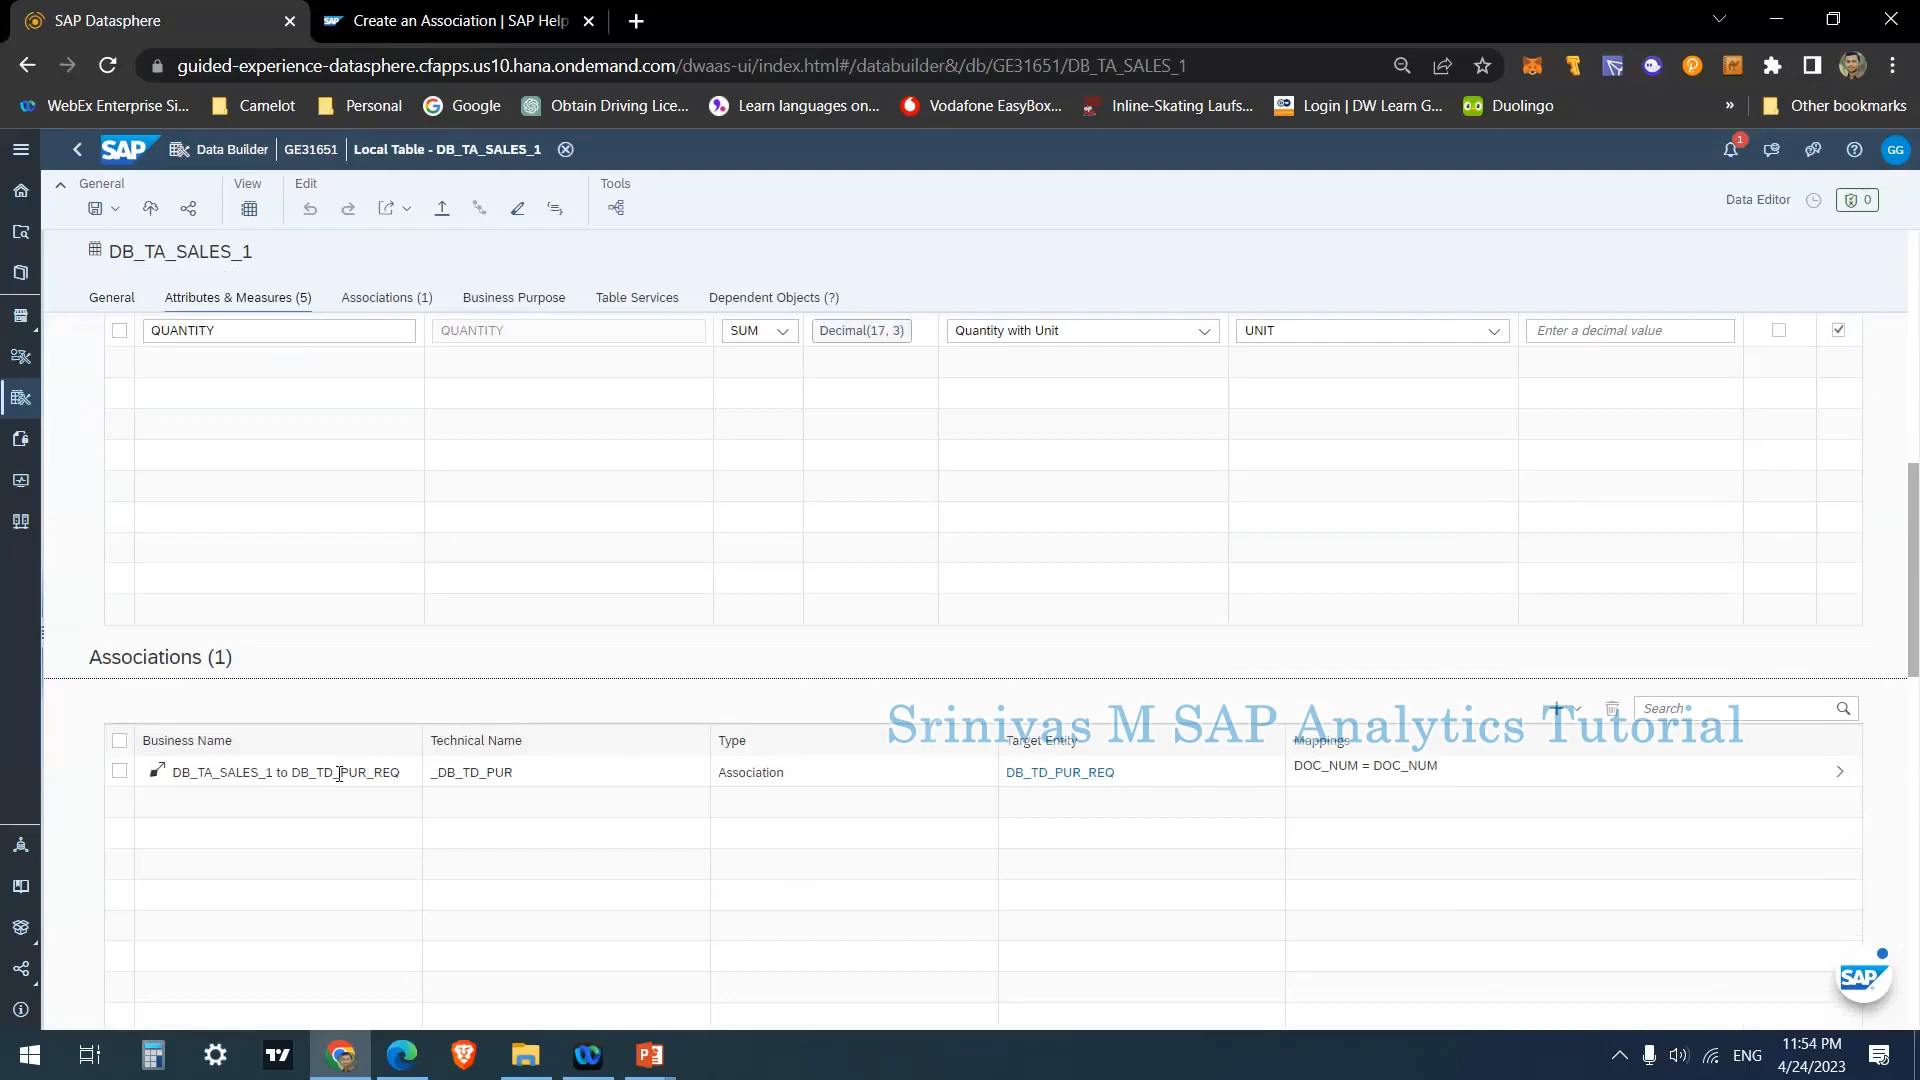 SAP Datasphere
SAP Create an Association | SAP Help
guided-experience-datasphere.cfapps.us10.hana.ondemand.com/dwaas-ui/index.html#/databuilder&/db/GE31651/DB_TA_SALES_1
WebEx Enterprise Si... Camelot Personal Google Obtain Driving Lice... Learn languages on... Vodafone EasyBox... Inline-Skating Laufs... Login | DW Learn G... Duolingo » Other bookmarks
SAP Data Builder GE31651 Local Table - DB_TA_SALES_1 1 GG
General View Edit Tools
Data Editor 0
DB_TA_SALES_1
General Attributes & Measures (5) Associations (1) Business Purpose Table Services Dependent Objects (?)
QUANTITY QUANTITY SUM Decimal(17, 3) Quantity with Unit UNIT Enter a decimal value
Associations (1)
Search
Srinivas M SAP Analytics Tutorial
Business Name Technical Name Type Target Entity Mappings
DB_TA_SALES_1 to DB_TD_PUR_REQ _DB_TD_PUR Association DB_TD_PUR_REQ DOC_NUM = DOC_NUM
SAP
ENG
11:54 PM
4/24/2023